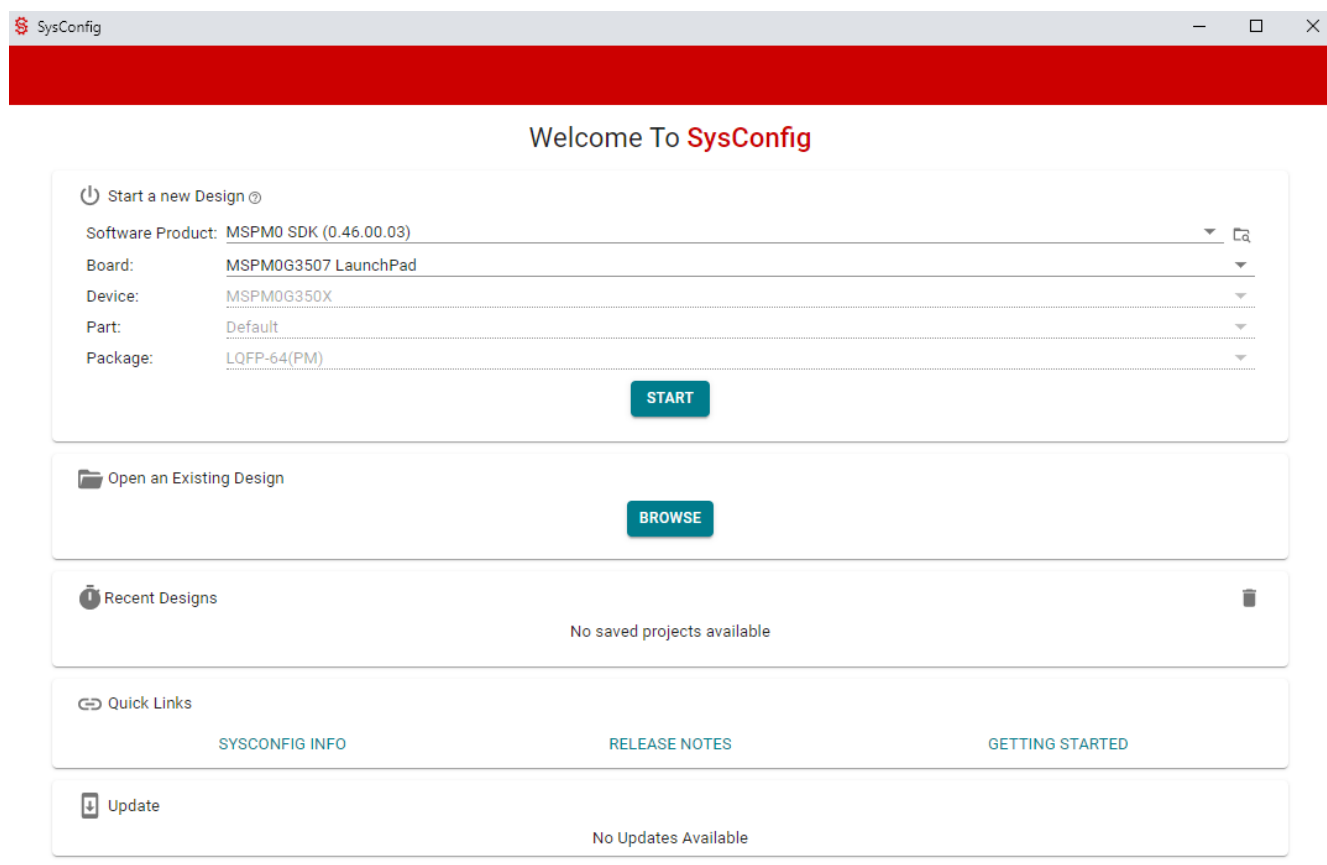 SysConfig
Welcome To SysConfig
Start a new Design
Software Product: MSPM0 SDK (0.46.00.03)
Board: MSPM0G3507 LaunchPad
Device: MSPM0G350X
Part: Default
Package: LQFP-64(PM)
START
Open an Existing Design
BROWSE
Recent Designs
No saved projects available
Quick Links
SYSCONFIG INFO RELEASE NOTES GETTING STARTED
Update
No Updates Available